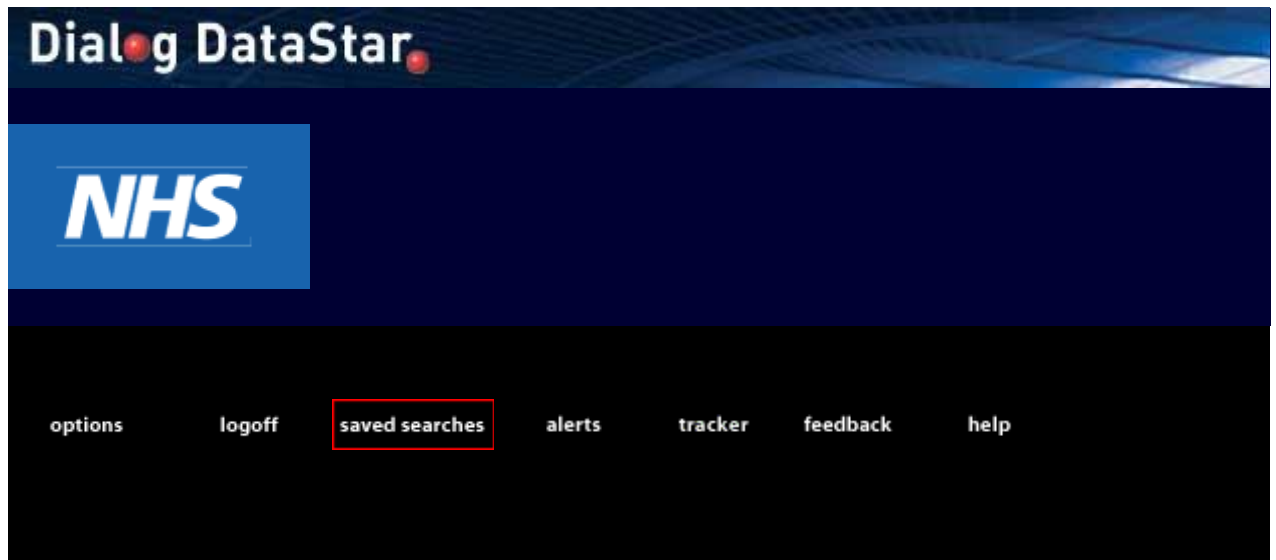 Dialog DataStar
NHS
options logoff saved searches alerts tracker feedback help